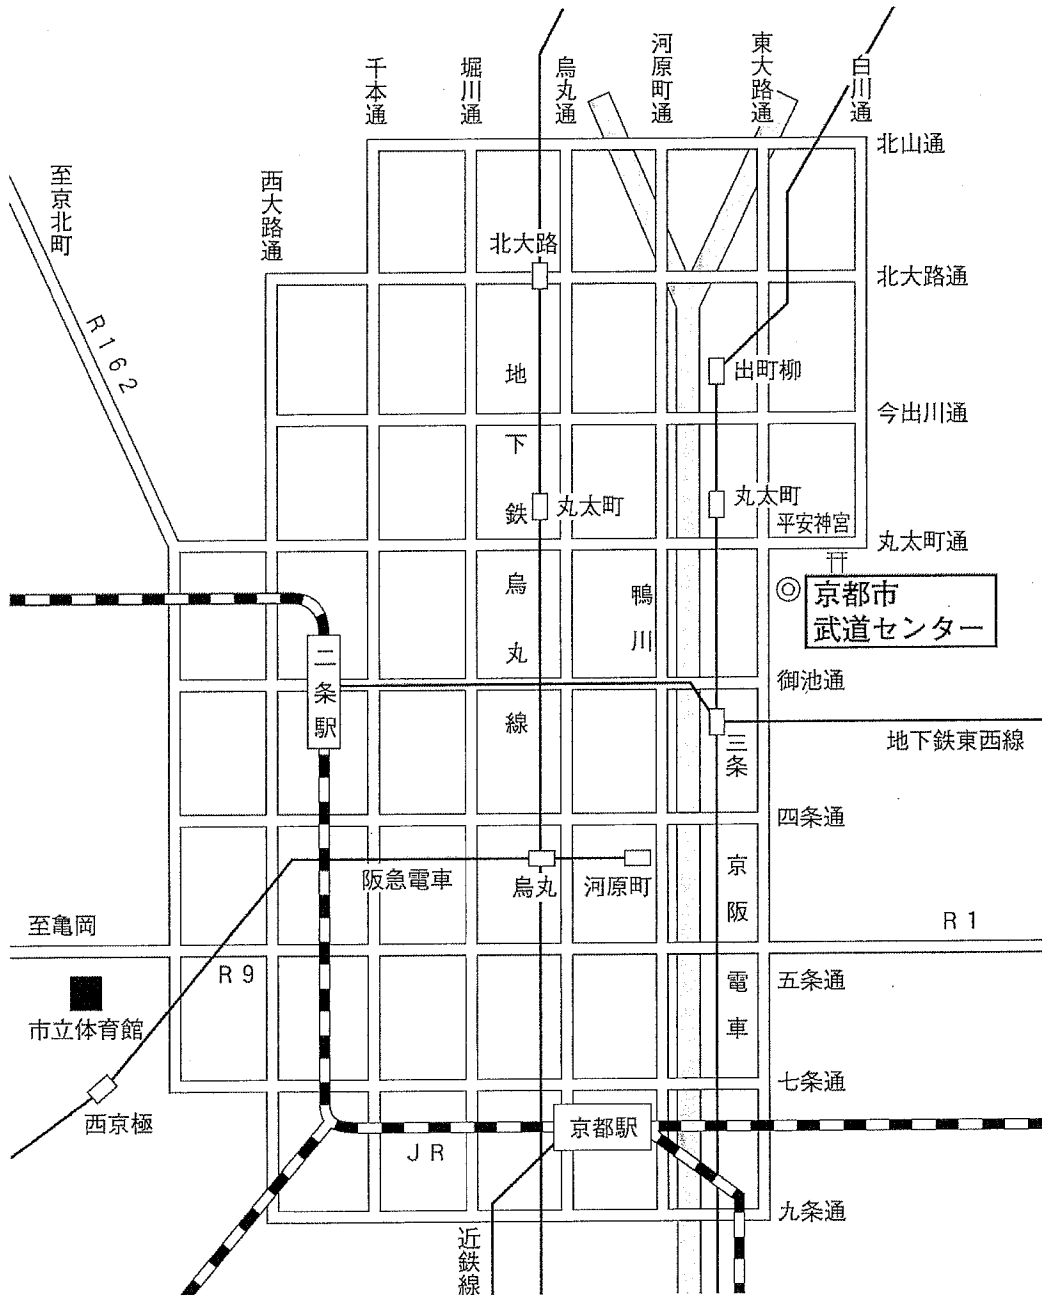 千本通
堀川通
烏丸通
河原町通
東大路通
白川通
北山通
至京北町
西大路通
北大路
北大路通
R162
出町柳
今出川通
地下鉄烏丸線
丸太町
丸太町
平安神宮
丸太町通
鴨川
京都市
武道センター
二条駅
御池通
三条
地下鉄東西線
四条通
阪急電車
烏丸
河原町
京阪電車
至亀岡
R1
R9
五条通
市立体育館
七条通
西京極
京都駅
JR
九条通
近鉄線